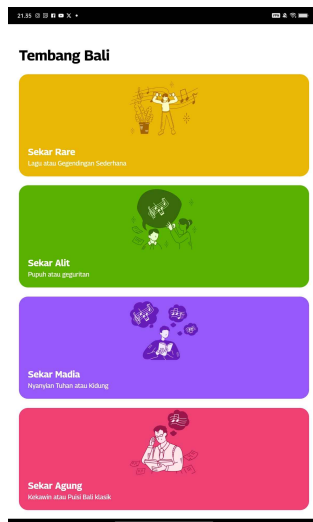 21.35
Tembang Bali
Sekar Rare
Lagu atau Gegendingan Sederhana
Sekar Alit
Pupuh atau geguritan
Sekar Madia
Nyanyian Tuhan atau Kidung
Sekar Agung
Kekawin atau Puisi Bali klasik